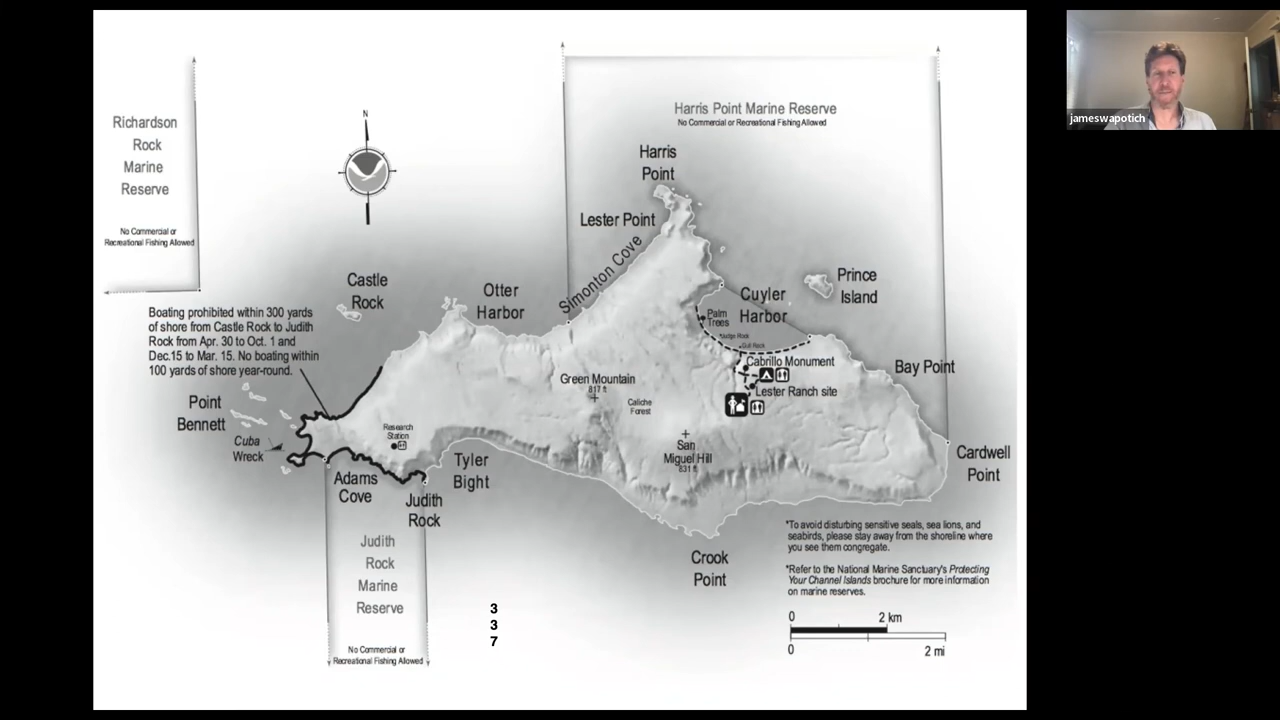 Richardson
Rock
Marine
Reserve
No Commercial or
Recreational Fishing Allowed
N
Harris Point Marine Reserve
No Commercial or Recreational Fishing Allowed
Harris
Point
Lester Point
Simonton Cove
Castle
Rock
Otter
Harbor
Prince
Island
Cuyler
Harbor
Palm
Trees
Judge Rock
Gull Rock
Boating prohibited within 300 yards
of shore from Castle Rock to Judith
Rock from Apr. 30 to Oct. 1 and
Dec.15 to Mar. 15. No boating within
100 yards of shore year-round.
Cabrillo Monument
Bay Point
Lester Ranch site
Green Mountain
817 ft
Caliche
Forest
Point
Bennett
Cuba
Wreck
Research
Station
San
Miguel Hill
831 ft
Cardwell
Point
Tyler
Bight
Adams
Cove
Judith
Rock
Crook
Point
Judith
Rock
Marine
Reserve
No Commercial or
Recreational Fishing Allowed
3
3
7
*To avoid disturbing sensitive seals, sea lions, and
seabirds, please stay away from the shoreline where
you see them congregate.
*Refer to the National Marine Sanctuary's Protecting
Your Channel Islands brochure for more information
on marine reserves.
0 2 km
0 2 mi
jameswapotich